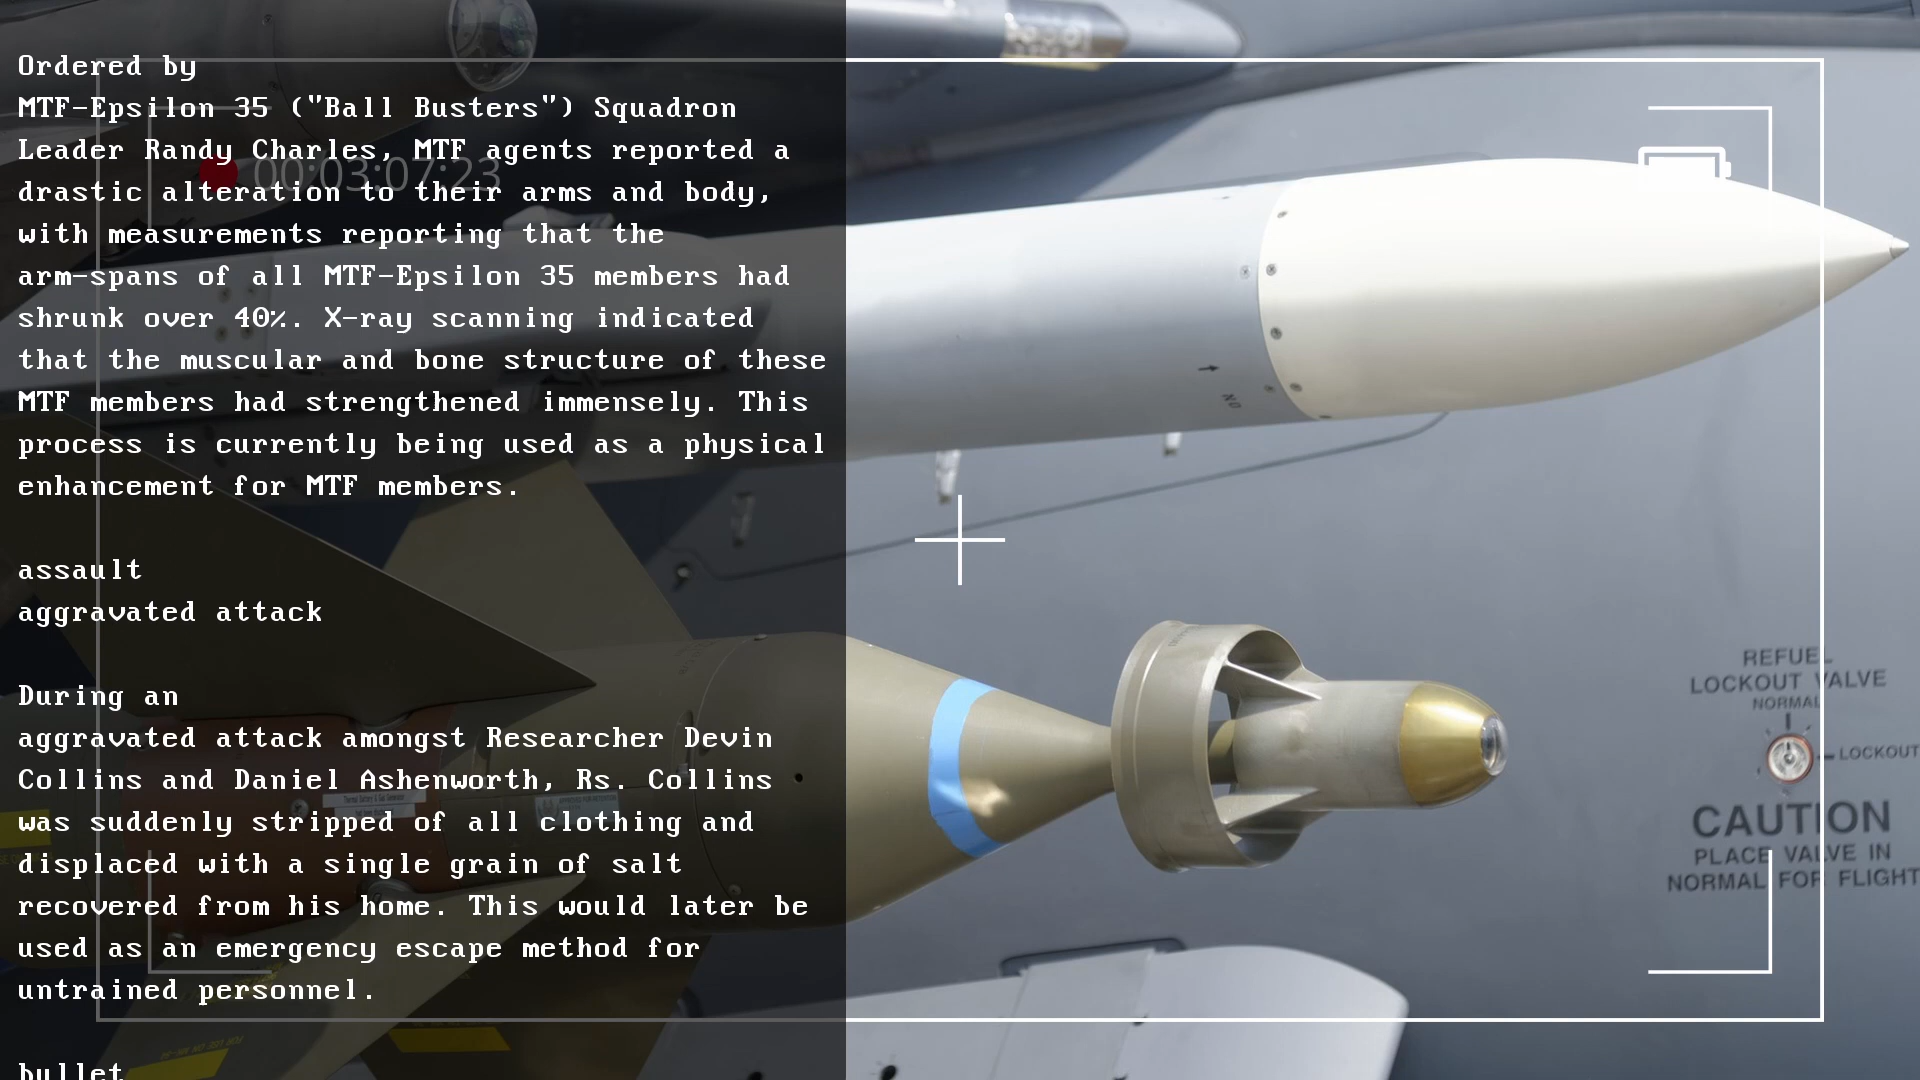 Ordered by
MTF-Epsilon 35 ("Ball Busters") Squadron
Leader Randy Charles, MTF agents reported a
00:03:07:23
drastic alteration to their arms and body,
with measurements reporting that the
arm-spans of all MTF-Epsilon 35 members had
shrunk over 40%. X-ray scanning indicated
that the muscular and bone structure of these
MTF members had strengthened immensely. This
process is currently being used as a physical
enhancement for MTF members.
assault
aggravated attack
During an
aggravated attack amongst Researcher Devin
Collins and Daniel Ashenworth, Rs. Collins
was suddenly stripped of all clothing and
displaced with a single grain of salt
recovered from his home. This would later be
used as an emergency escape method for
untrained personnel.
bullet
NO
REFUEL
LOCKOUT VALVE
NORMAL
LOCKOUT
CAUTION
PLACE VALVE IN
NORMAL FOR FLIGHT